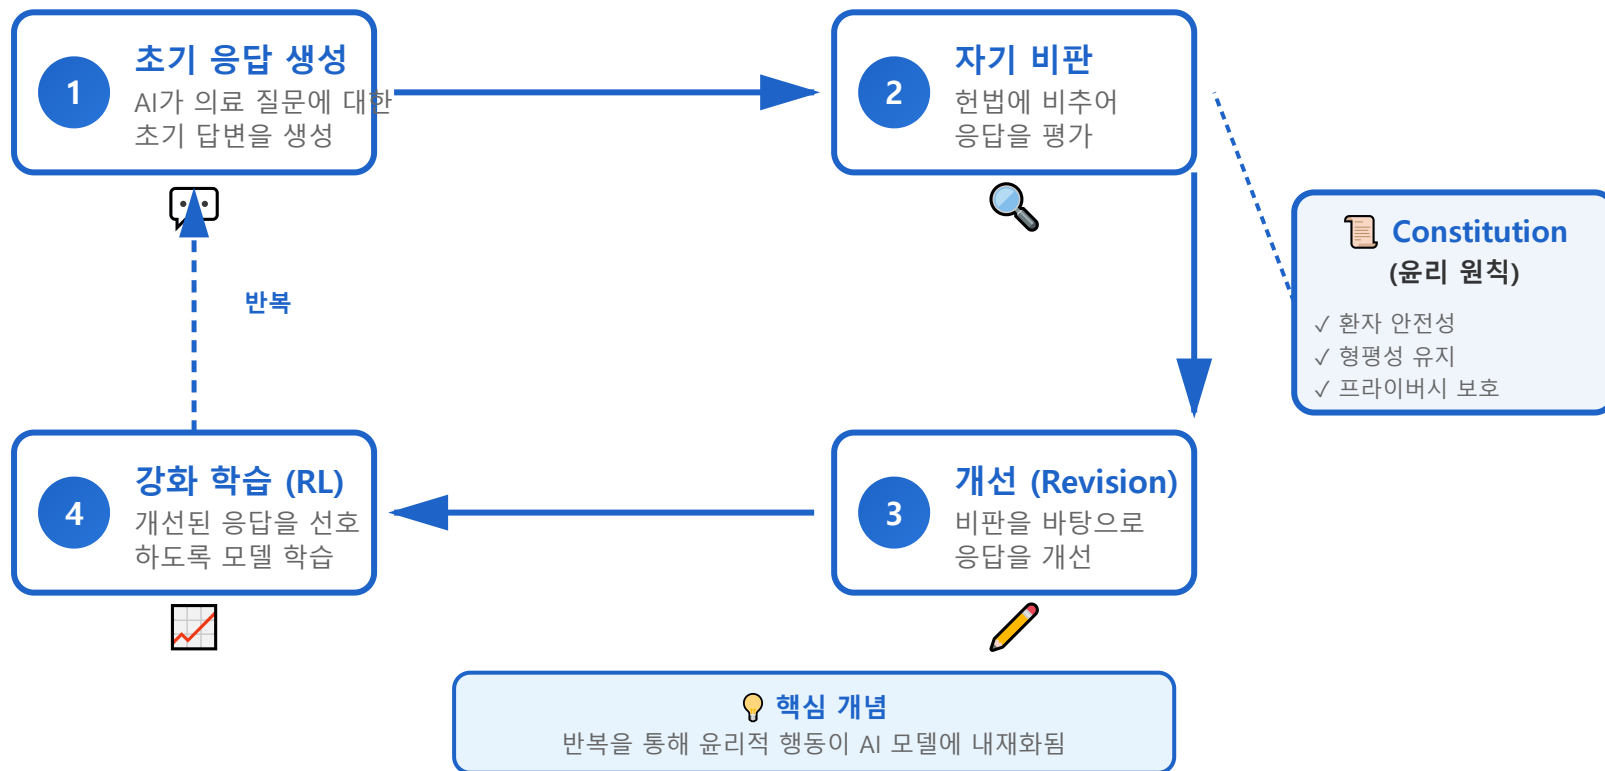 1
초기 응답 생성
AI가 의료 질문에 대한
초기 답변을 생성
2
자기 비판
헌법에 비추어
응답을 평가
Constitution
(윤리 원칙)
✓ 환자 안전성
✓ 형평성 유지
✓ 프라이버시 보호
반복
4
강화 학습 (RL)
개선된 응답을 선호
하도록 모델 학습
3
개선 (Revision)
비판을 바탕으로
응답을 개선
핵심 개념
반복을 통해 윤리적 행동이 AI 모델에 내재화됨